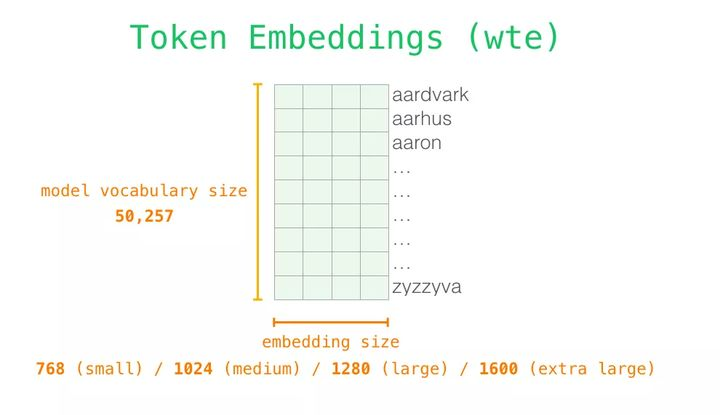 Token Embeddings (wte)
aardvark
aarhus
aaron
...
...
...
...
...
zyzzyva
model vocabulary size
50,257
embedding size
768 (small) / 1024 (medium) / 1280 (large) / 1600 (extra large)